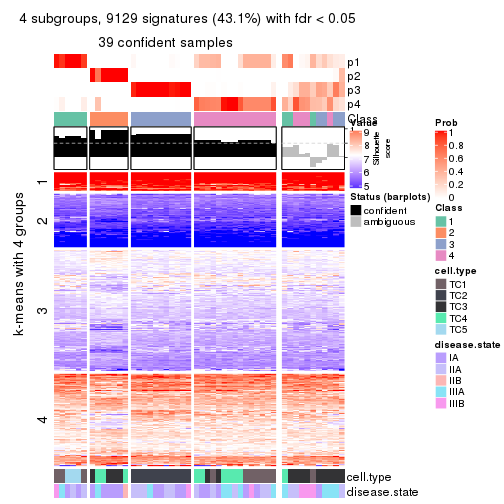 4 subgroups, 9129 signatures (43.1%) with fdr < 0.05
39 confident samples
p1
p2
p3
p4
Class
1
2
3
4
k-means with 4 groups
cell.type
disease.state
Value
9
8
7
6
5
Silhouette
score
Status (barplots)
confident
ambiguous
Prob
1
0.8
0.6
0.4
0.2
0
Class
1
2
3
4
cell.type
TC1
TC2
TC3
TC4
TC5
disease.state
IA
IIA
IIB
IIIA
IIIB